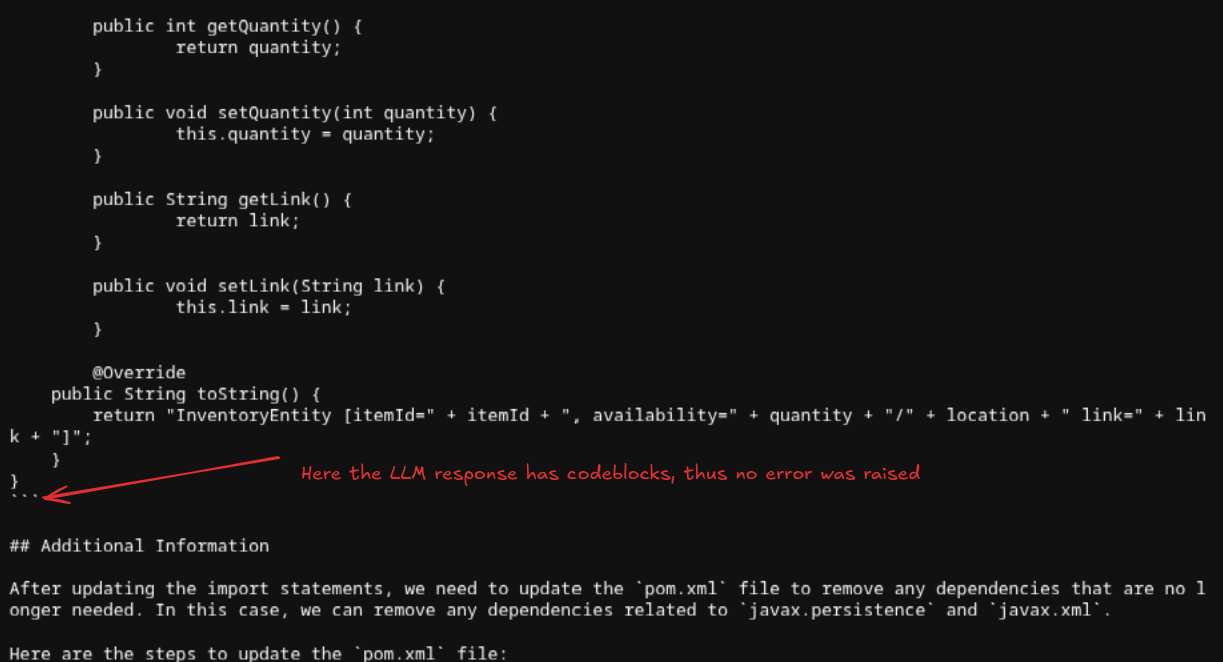 public int getQuantity() {
return quantity;
}
public void setQuantity(int quantity) {
this.quantity = quantity;
}
public String getLink() {
return link;
}
public void setLink(String link) {
this.link = link;
}
@Override
public String toString() {
return "InventoryEntity [itemId=" + itemId + ", availability=" + quantity + "/" + location + " link=" + lin
k + "]";
}
Here the LLM response has codeblocks, thus no error was raised
}
```
## Additional Information
After updating the import statements, we need to update the `pom.xml` file to remove any dependencies that are no l
onger needed. In this case, we can remove any dependencies related to `javax.persistence` and `javax.xml`.
Here are the steps to update the `pom.xml` file: